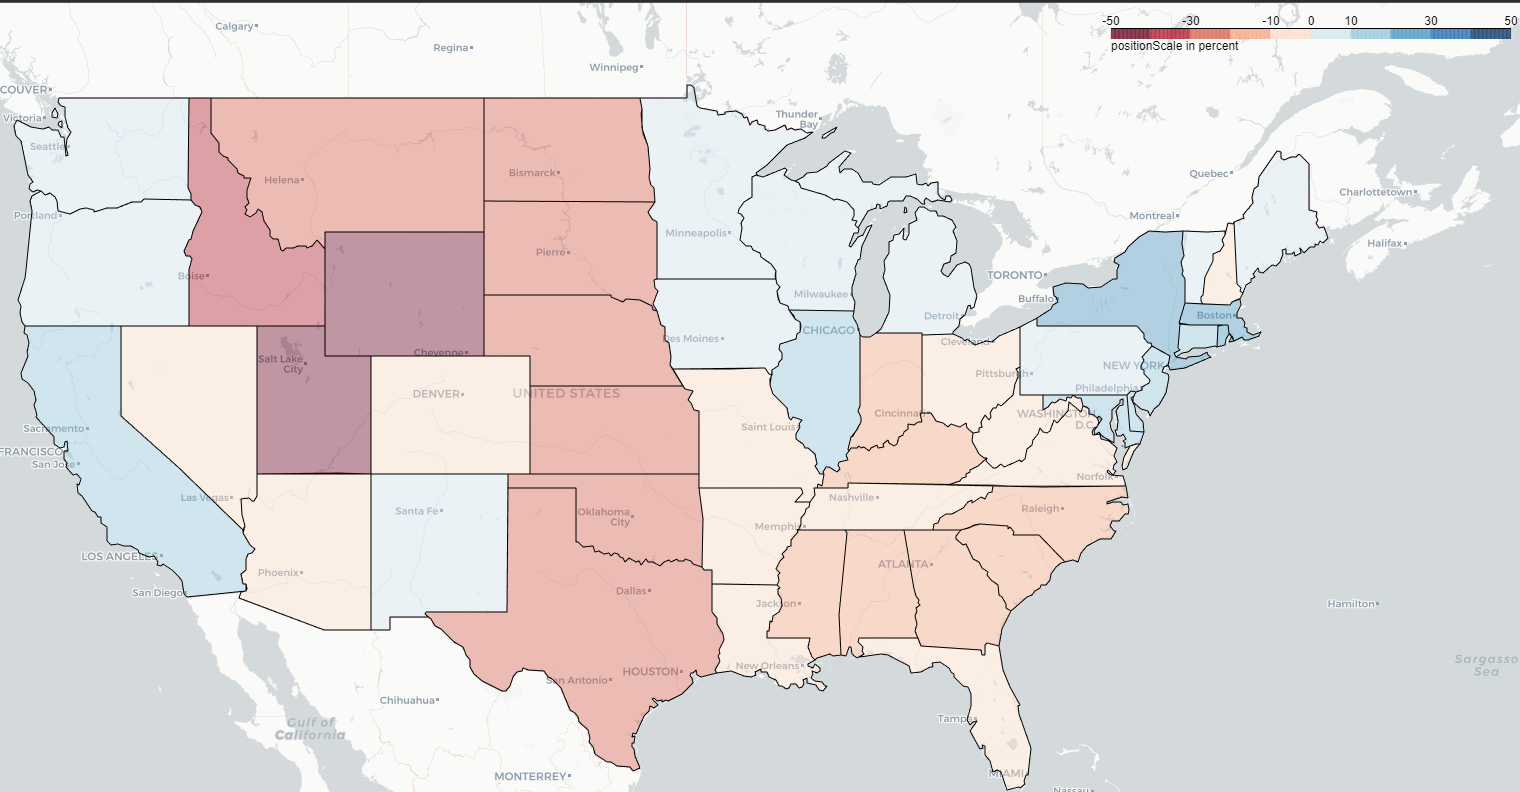 -50 -30 -10 0 10 30 50
positionScale in percent
Calgary
Regina
Winnipeg
COUVER
Victoria
Thunder
Bay
Seattle
Quebec
Helena
Bismarck
Charlottetown
Portland
Montreal
Minneapolis
Halifax
Pierre
Boise
TORONTO
Milwaukee
Buffalo
Detroit
Boston
CHICAGO
Des Moines
Cleveland
Cheyenne
Salt Lake
City
NEW YORK
Pittsburgh
Philadelphia
DENVER
UNITED STATES
Cincinnati
WASHINGTON
D.C.
Sacramento
Saint Louis
FRANCISCO
San Jose
Norfolk
Las Vegas
Nashville
Santa Fe
Oklahoma
City
Raleigh
Memphis
LOS ANGELES
ATLANTA
Phoenix
San Diego
Dallas
Jackson
Hamilton
New Orleans
Sargasso
Sea
HOUSTON
San Antonio
Chihuahua
Gulf of
California
Tampa
MIAMI
MONTERREY
Nassau